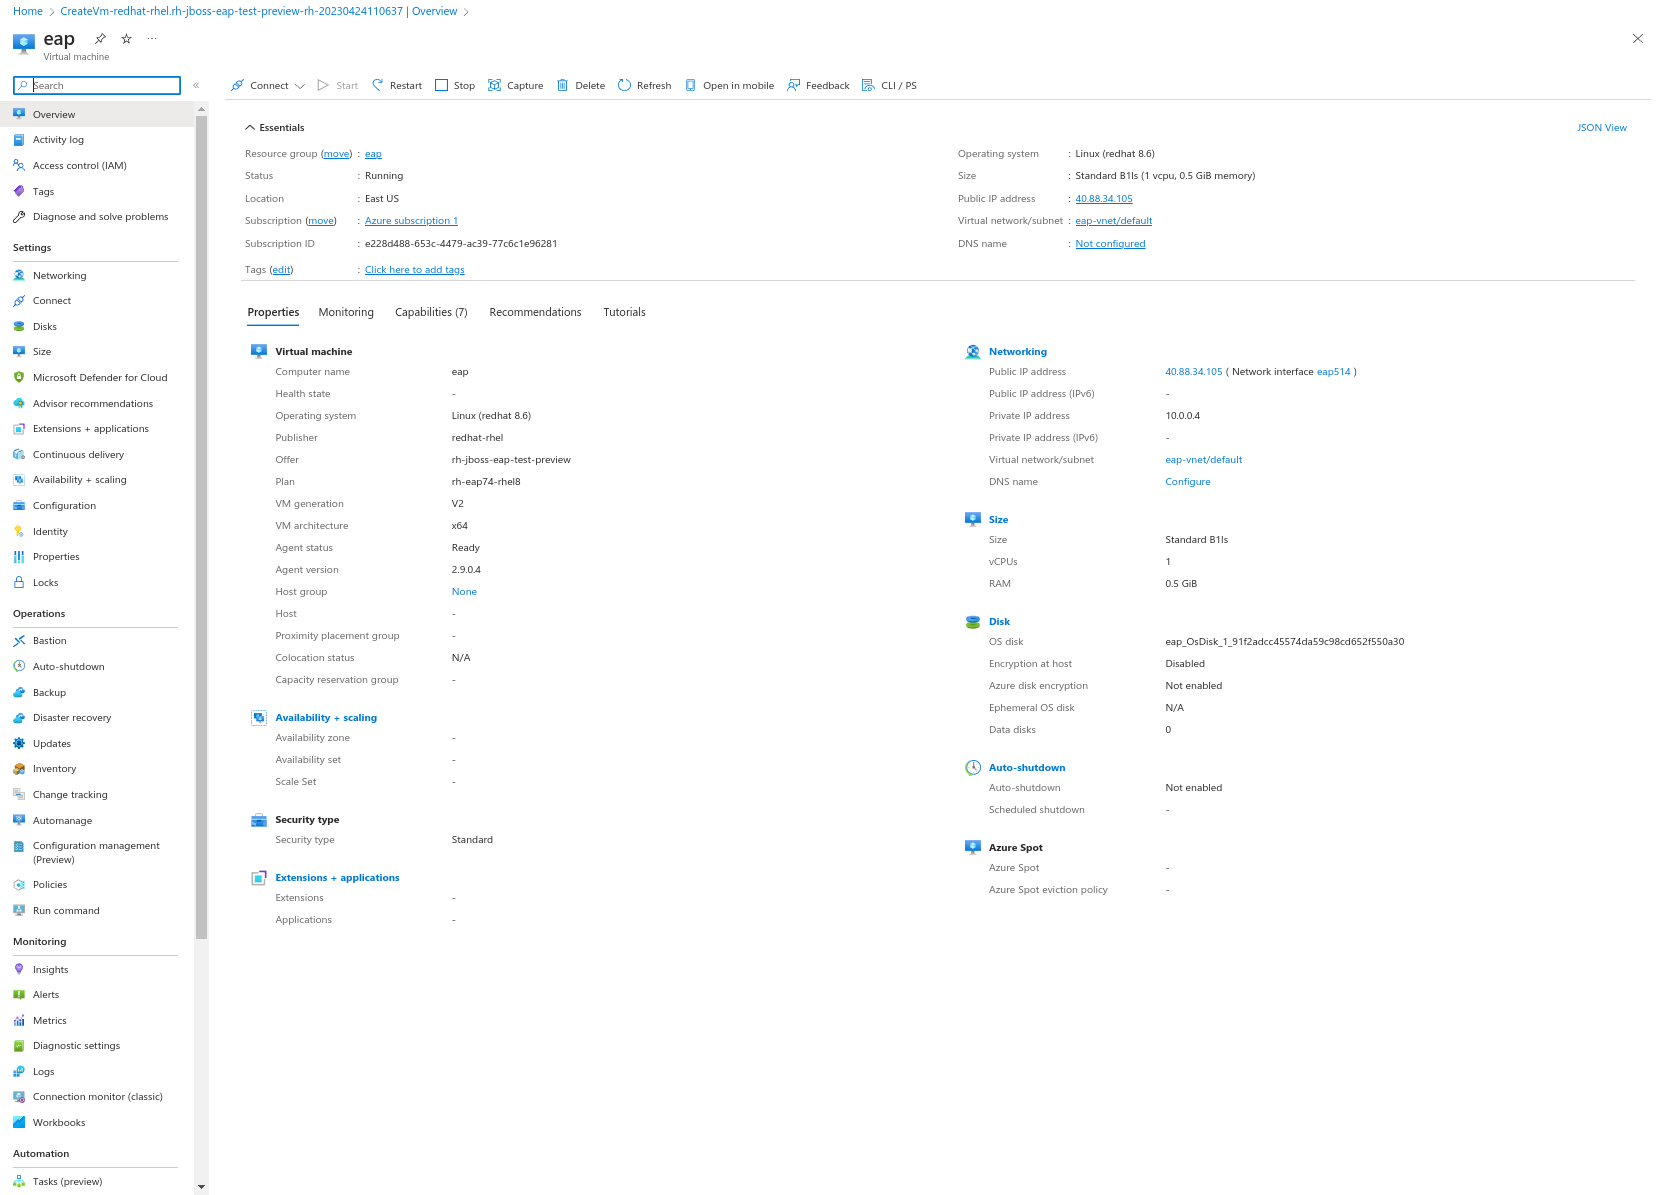 Home > CreateVm-redhat-rhel.rh-jboss-eap-test-preview-rh-20230424110637 | Overview >
eap
Virtual machine
Search
«
Connect Start Restart Stop Capture Delete Refresh Open in mobile Feedback CLI / PS
Overview
Activity log
Access control (IAM)
Tags
Diagnose and solve problems
Settings
Networking
Connect
Disks
Size
Microsoft Defender for Cloud
Advisor recommendations
Extensions + applications
Continuous delivery
Availability + scaling
Configuration
Identity
Properties
Locks
Operations
Bastion
Auto-shutdown
Backup
Disaster recovery
Updates
Inventory
Change tracking
Automanage
Configuration management
(Preview)
Policies
Run command
Monitoring
Insights
Alerts
Metrics
Diagnostic settings
Logs
Connection monitor (classic)
Workbooks
Automation
Tasks (preview)
Essentials
JSON View
Resource group (move) : eap
Status : Running
Location : East US
Subscription (move) : Azure subscription 1
Subscription ID : e228d488-653c-4479-ac39-77c6c1e96281
Tags (edit) : Click here to add tags
Operating system : Linux (redhat 8.6)
Size : Standard B1ls (1 vcpu, 0.5 GiB memory)
Public IP address : 40.88.34.105
Virtual network/subnet : eap-vnet/default
DNS name : Not configured
Properties Monitoring Capabilities (7) Recommendations Tutorials
Virtual machine
Computer name eap
Health state -
Operating system Linux (redhat 8.6)
Publisher redhat-rhel
Offer rh-jboss-eap-test-preview
Plan rh-eap74-rhel8
VM generation V2
VM architecture x64
Agent status Ready
Agent version 2.9.0.4
Host group None
Host -
Proximity placement group -
Colocation status N/A
Capacity reservation group -
Availability + scaling
Availability zone -
Availability set -
Scale Set -
Security type
Security type Standard
Extensions + applications
Extensions -
Applications -
Networking
Public IP address 40.88.34.105 ( Network interface eap514 )
Public IP address (IPv6) -
Private IP address 10.0.0.4
Private IP address (IPv6) -
Virtual network/subnet eap-vnet/default
DNS name Configure
Size
Size Standard B1ls
vCPUs 1
RAM 0.5 GiB
Disk
OS disk eap_OsDisk_1_91f2adcc45574da59c98cd652f550a30
Encryption at host Disabled
Azure disk encryption Not enabled
Ephemeral OS disk N/A
Data disks 0
Auto-shutdown
Auto-shutdown Not enabled
Scheduled shutdown -
Azure Spot
Azure Spot -
Azure Spot eviction policy -